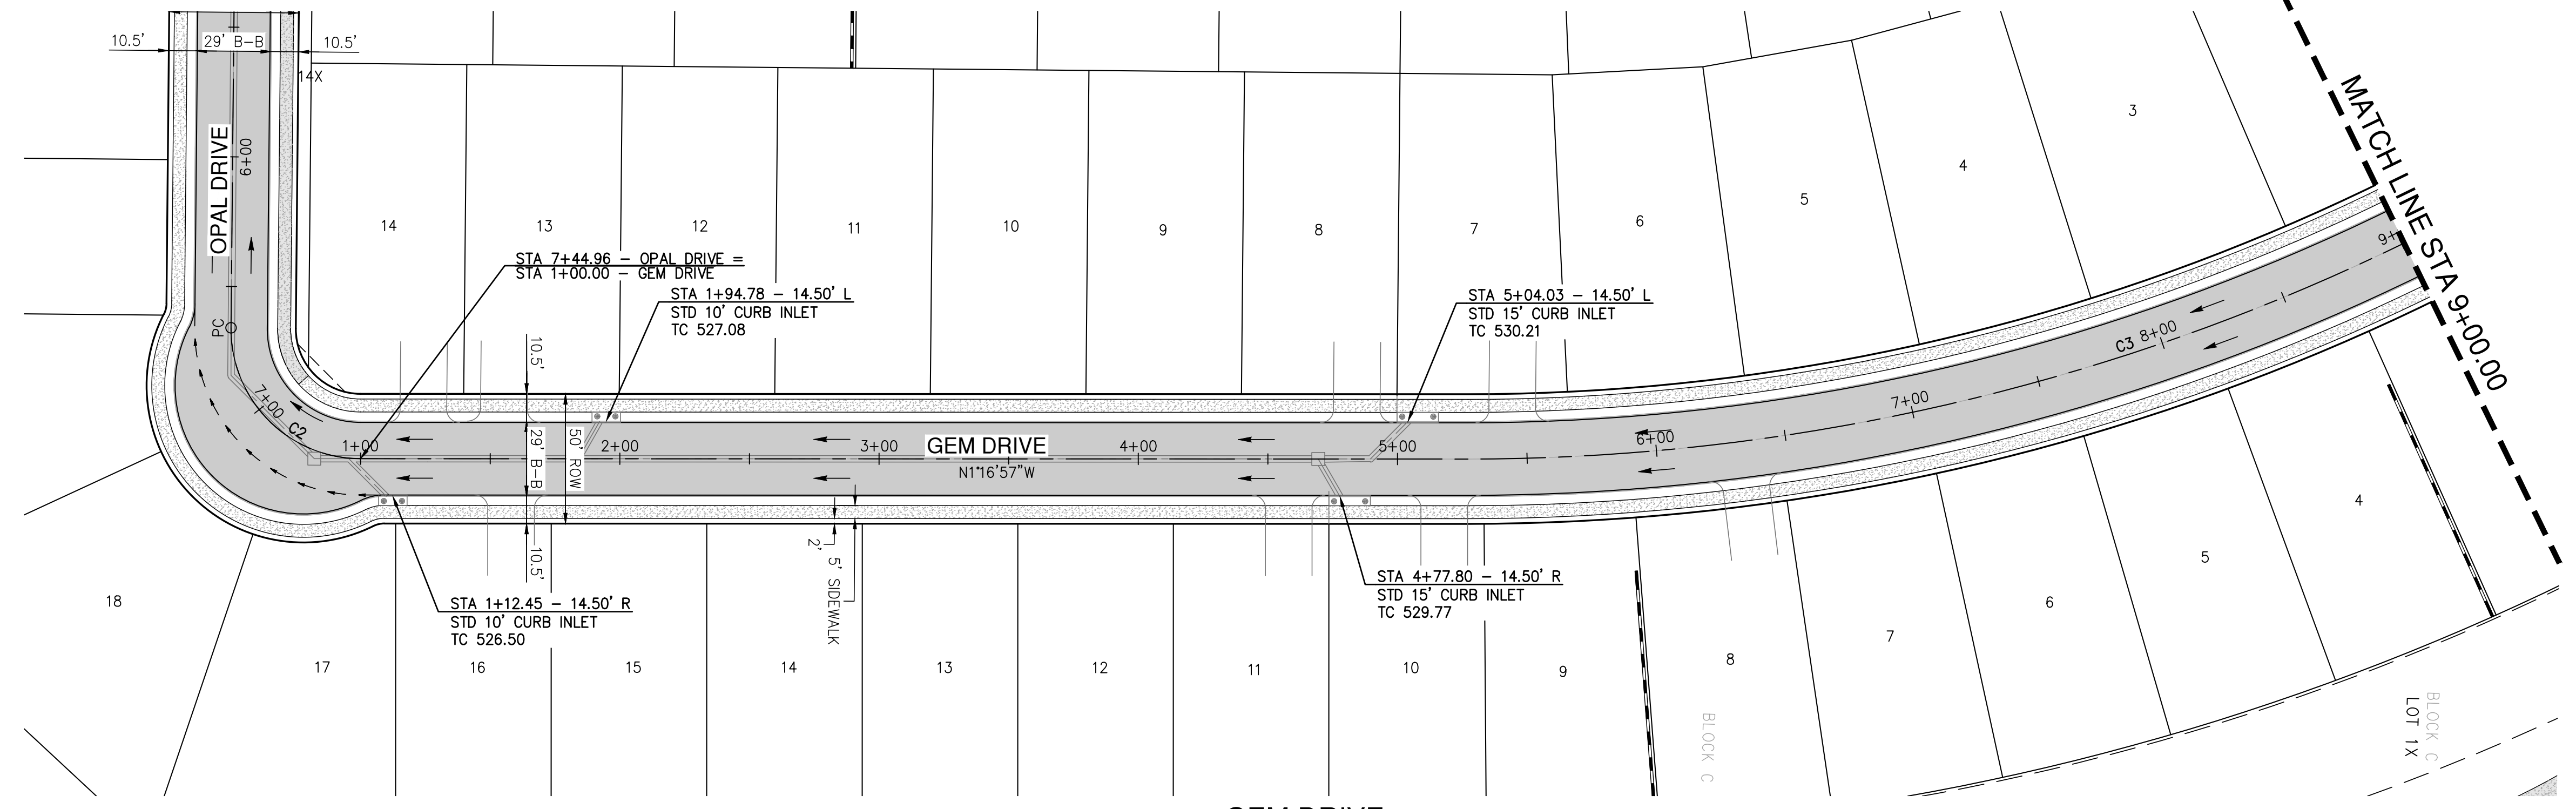 10.5'
29' B-B
10.5'
14X
OPAL DRIVE
6+00
PC
7+00
C2
14
13
12
11
10
9
8
7
6
5
4
3
MATCH LINE STA 9+00.00
STA 7+44.96 - OPAL DRIVE =
STA 1+00.00 - GEM DRIVE
STA 1+94.78 - 14.50' L
STD 10' CURB INLET
TC 527.08
STA 5+04.03 - 14.50' L
STD 15' CURB INLET
TC 530.21
10.5'
29' B-B
50' ROW
10.5'
1+00
2+00
3+00
GEM DRIVE
N1°16'57"W
4+00
5+00
6+00
7+00
C3
8+00
9+
2'
5' SIDEWALK
STA 1+12.45 - 14.50' R
STD 10' CURB INLET
TC 526.50
STA 4+77.80 - 14.50' R
STD 15' CURB INLET
TC 529.77
18
17
16
15
14
13
12
11
10
9
8
7
6
5
4
BLOCK C
BLOCK C
LOT 1X
GEM DRIVE